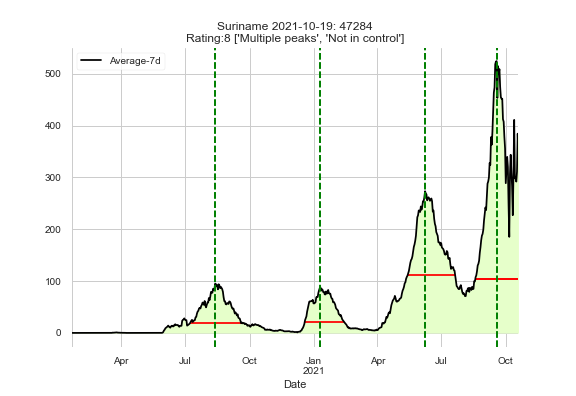 Suriname 2021-10-19: 47284
Rating:8 ['Multiple peaks', 'Not in control']
Average-7d
500
400
300
200
100
0
Apr Jul Oct Jan Apr Jul Oct
2021
Date